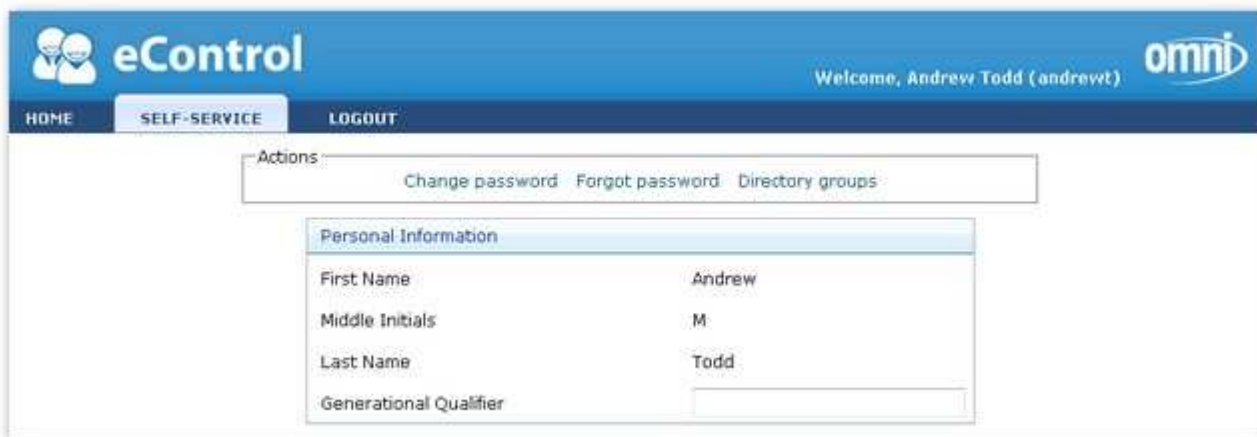 eControl
Welcome, Andrew Todd (andrewt)
omni
HOME SELF-SERVICE LOGOUT
Actions
Change password Forgot password Directory groups
Personal Information
First Name Andrew
Middle Initials M
Last Name Todd
Generational Qualifier